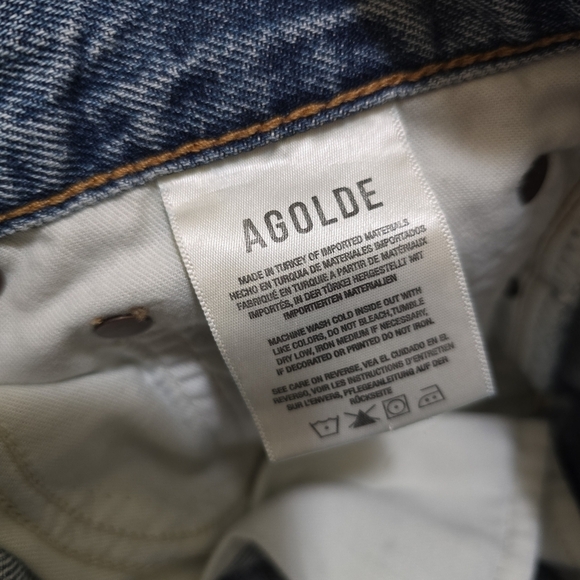 AGOLDE
MADE IN TURKEY OF IMPORTED MATERIALS
HECHO EN TURQUIA DE MATERIALES IMPORTADOS
FABRIQUÉ EN TURQUIE A PARTIR DE MATÉRIAUX
IMPORTÉS, IN DER TÜRKEI HERGESTELLT MIT
IMPORTIERTEN MATERIALIEN
MACHINE WASH COLD INSIDE OUT WITH
LIKE COLORS, DO NOT BLEACH,TUMBLE
DRY LOW, IRON MEDIUM IF NECESSARY,
IF DECORATED OR PRINTED DO NOT IRON.
SEE CARE ON REVERSE, VEA EL CUIDADO EN EL
REVERSO, VOIR LES INSTRUCTIONS D'ENTRETIEN
SUR L'ENVERS, PFLEGEANLEITUNG AUF DER
RÜCKSEITE